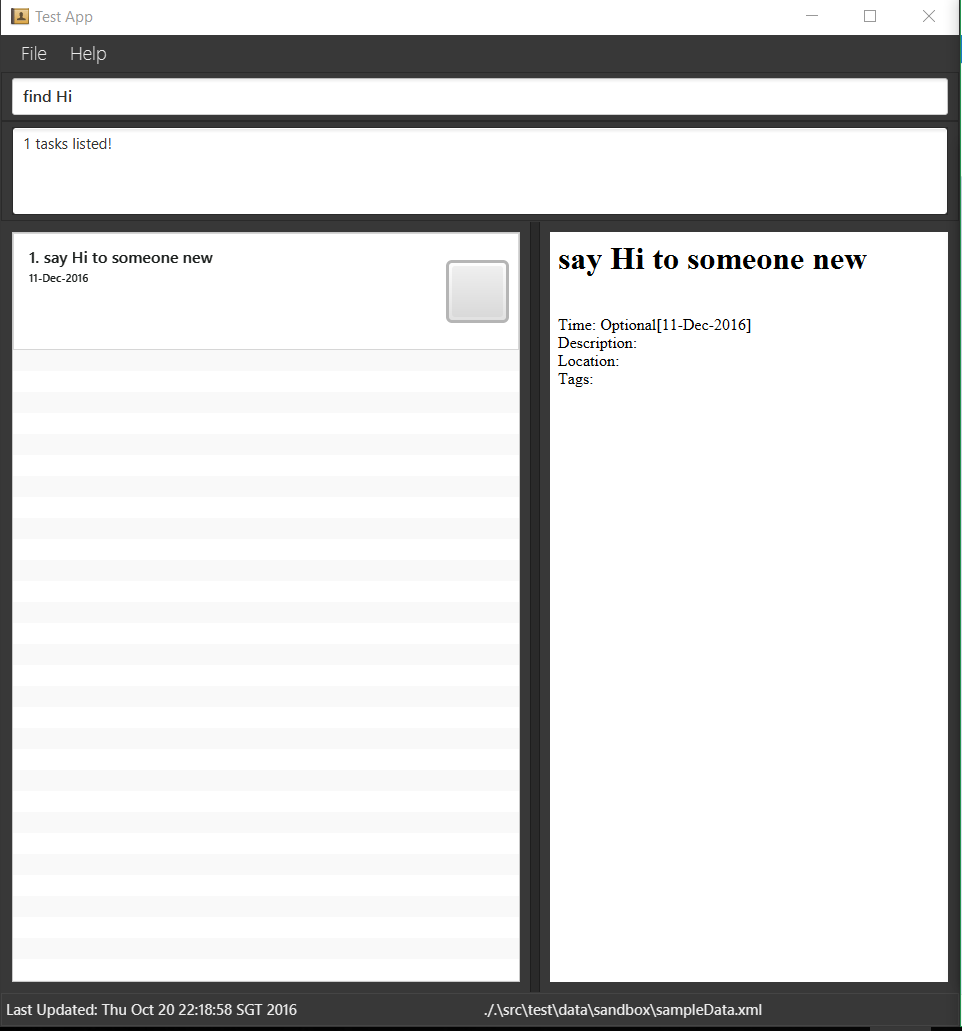 Test App
File Help
find Hi
1 tasks listed!
1. say Hi to someone new
11-Dec-2016
say Hi to someone new
Time: Optional[11-Dec-2016]
Description:
Location:
Tags:
Last Updated: Thu Oct 20 22:18:58 SGT 2016
./.\src\test\data\sandbox\sampleData.xml